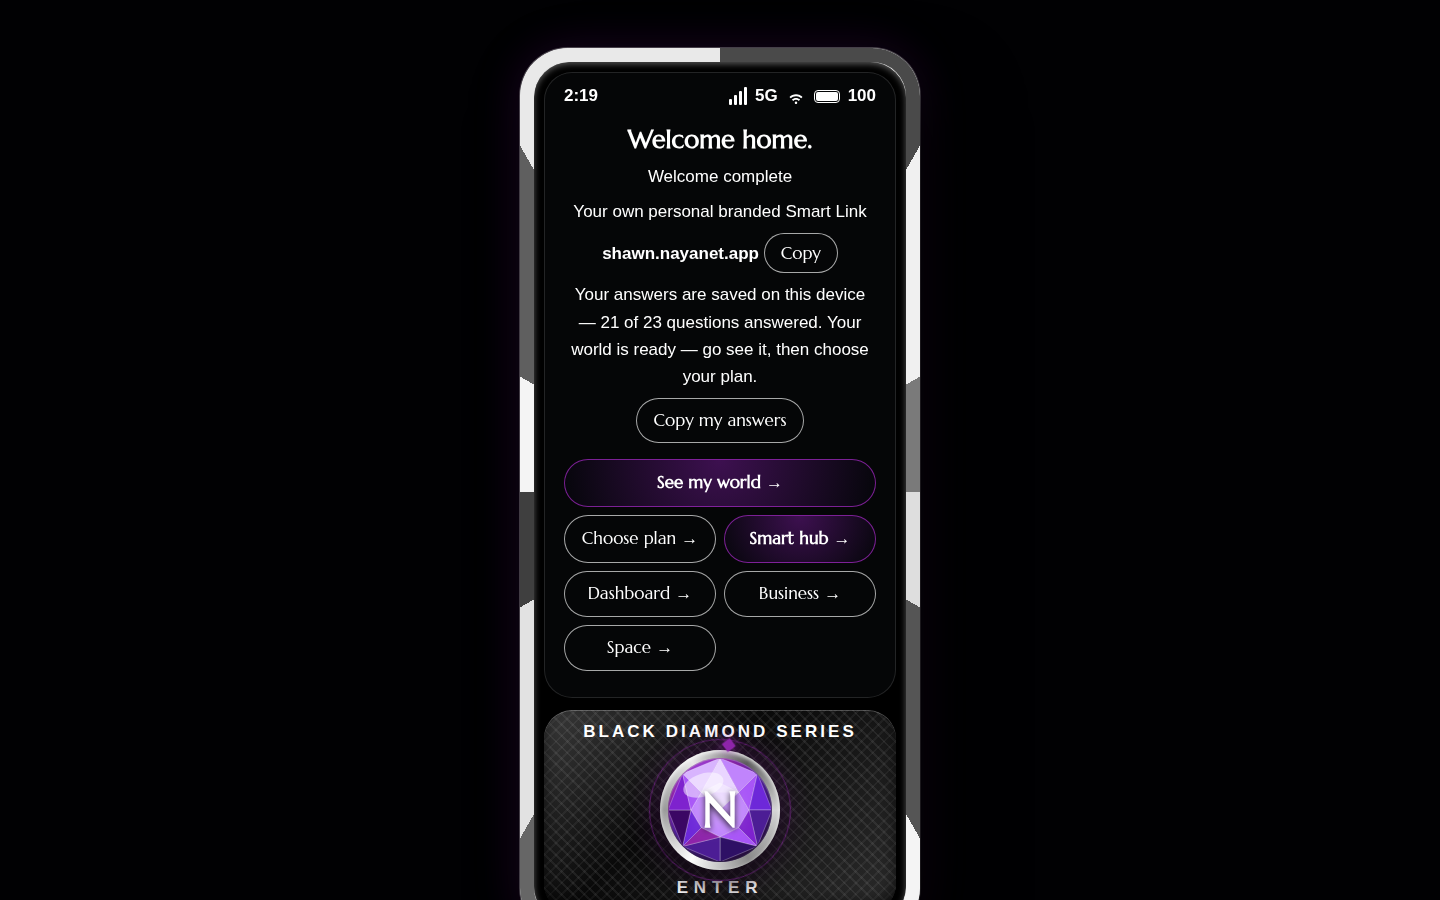 2:19 5G 100
Welcome home.
Welcome complete
Your own personal branded Smart Link
shawn.nayanet.app Copy
Your answers are saved on this device
— 21 of 23 questions answered. Your
world is ready — go see it, then choose
your plan.
Copy my answers
See my world →
Choose plan → Smart hub →
Dashboard → Business →
Space →
BLACK DIAMOND SERIES
N
ENTER